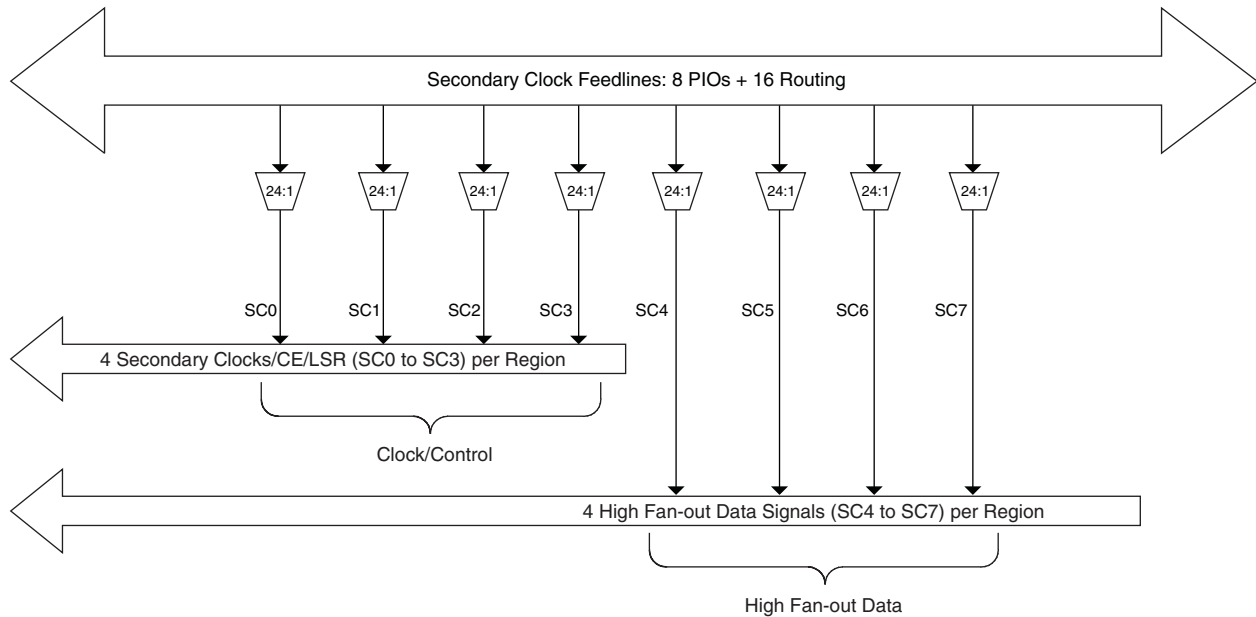 Secondary Clock Feedlines: 8 PIOs + 16 Routing
24:1 24:1 24:1 24:1 24:1 24:1 24:1 24:1
SC0 SC1 SC2 SC3 SC4 SC5 SC6 SC7
4 Secondary Clocks/CE/LSR (SC0 to SC3) per Region
Clock/Control
4 High Fan-out Data Signals (SC4 to SC7) per Region
High Fan-out Data